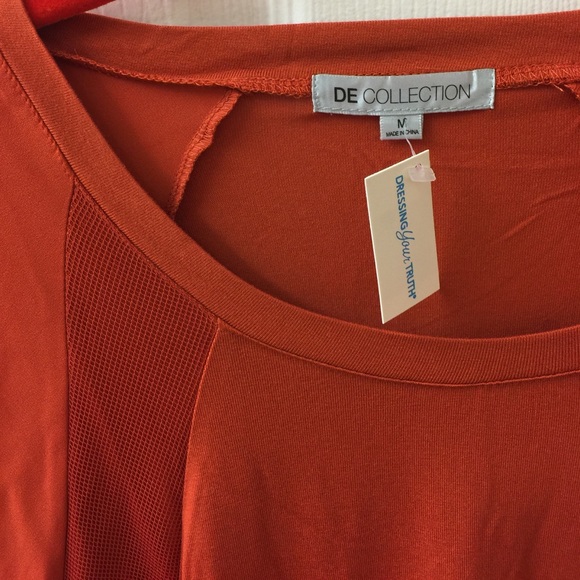 DE COLLECTION
M
MADE IN CHINA
DRESSING Your TRUTH®